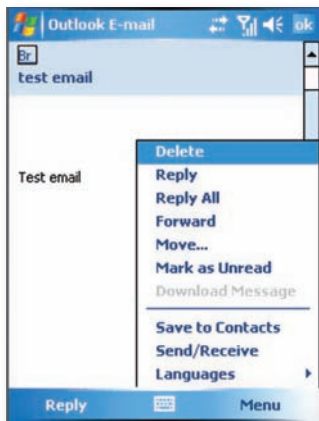 Outlook E-mail
ok
Br
test email
Test email
Delete
Reply
Reply All
Forward
Move...
Mark as Unread
Download Message
Save to Contacts
Send/Receive
Languages
Reply
Menu